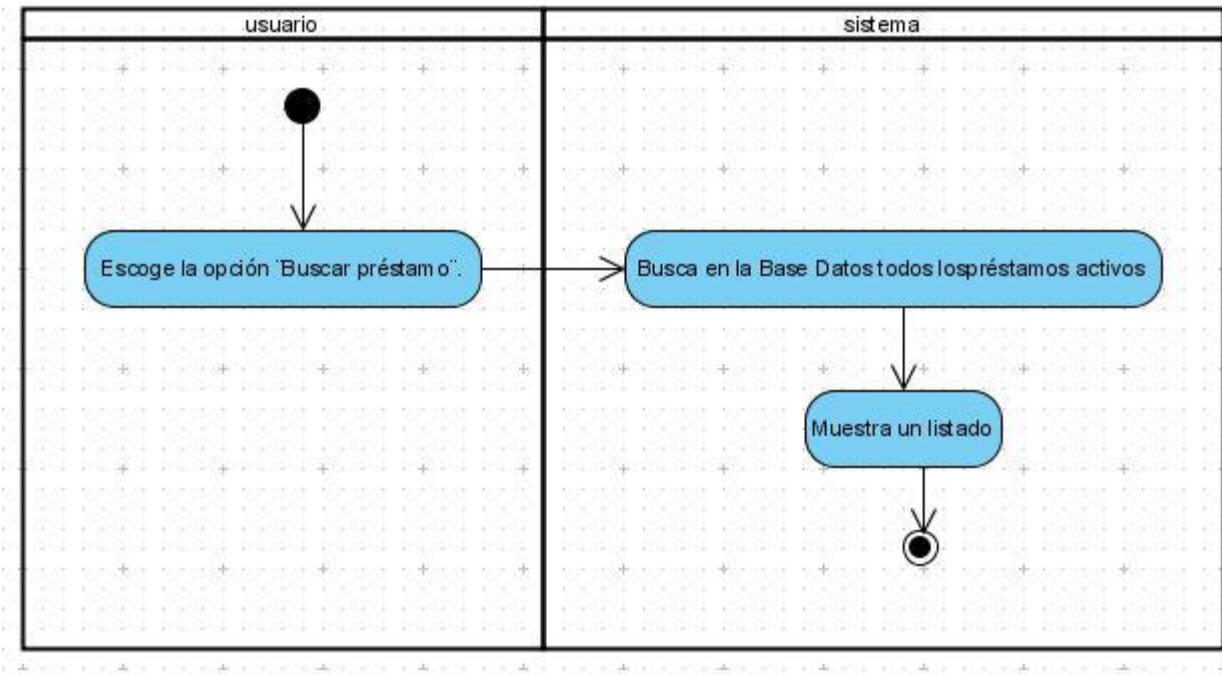 usuario
sistema
Escoge la opción ¨Buscar préstamo¨.
Busca en la Base Datos todos lospréstamos activos
Muestra un listado